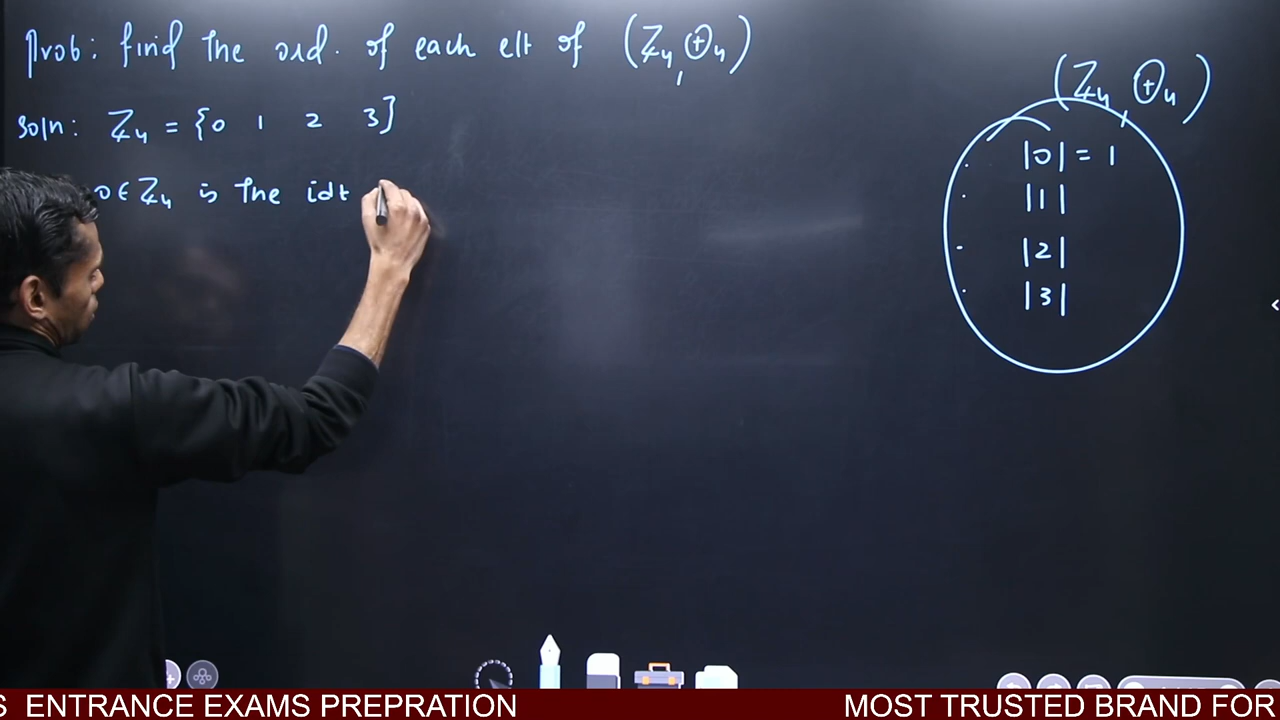 prob: find the ord. of each elt of (Z₄, ⊕₄)
Soln: Z₄ = {0 1 2 3}
0 ∈ Z₄ is the idt
(Z₄, ⊕₄)
|0| = 1
|1|
|2|
|3|
S ENTRANCE EXAMS PREPRATION MOST TRUSTED BRAND FOR